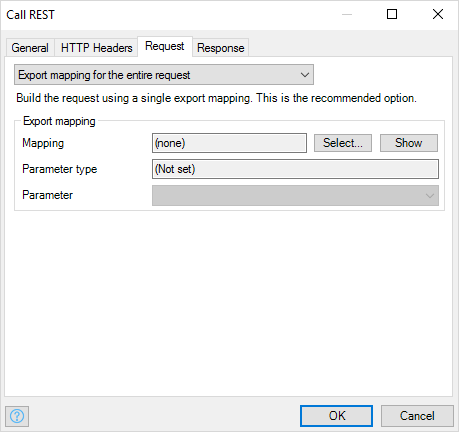 Call REST
General HTTP Headers Request Response
Export mapping for the entire request
Build the request using a single export mapping. This is the recommended option.
Export mapping
Mapping (none) Select... Show
Parameter type (Not set)
Parameter
? OK Cancel